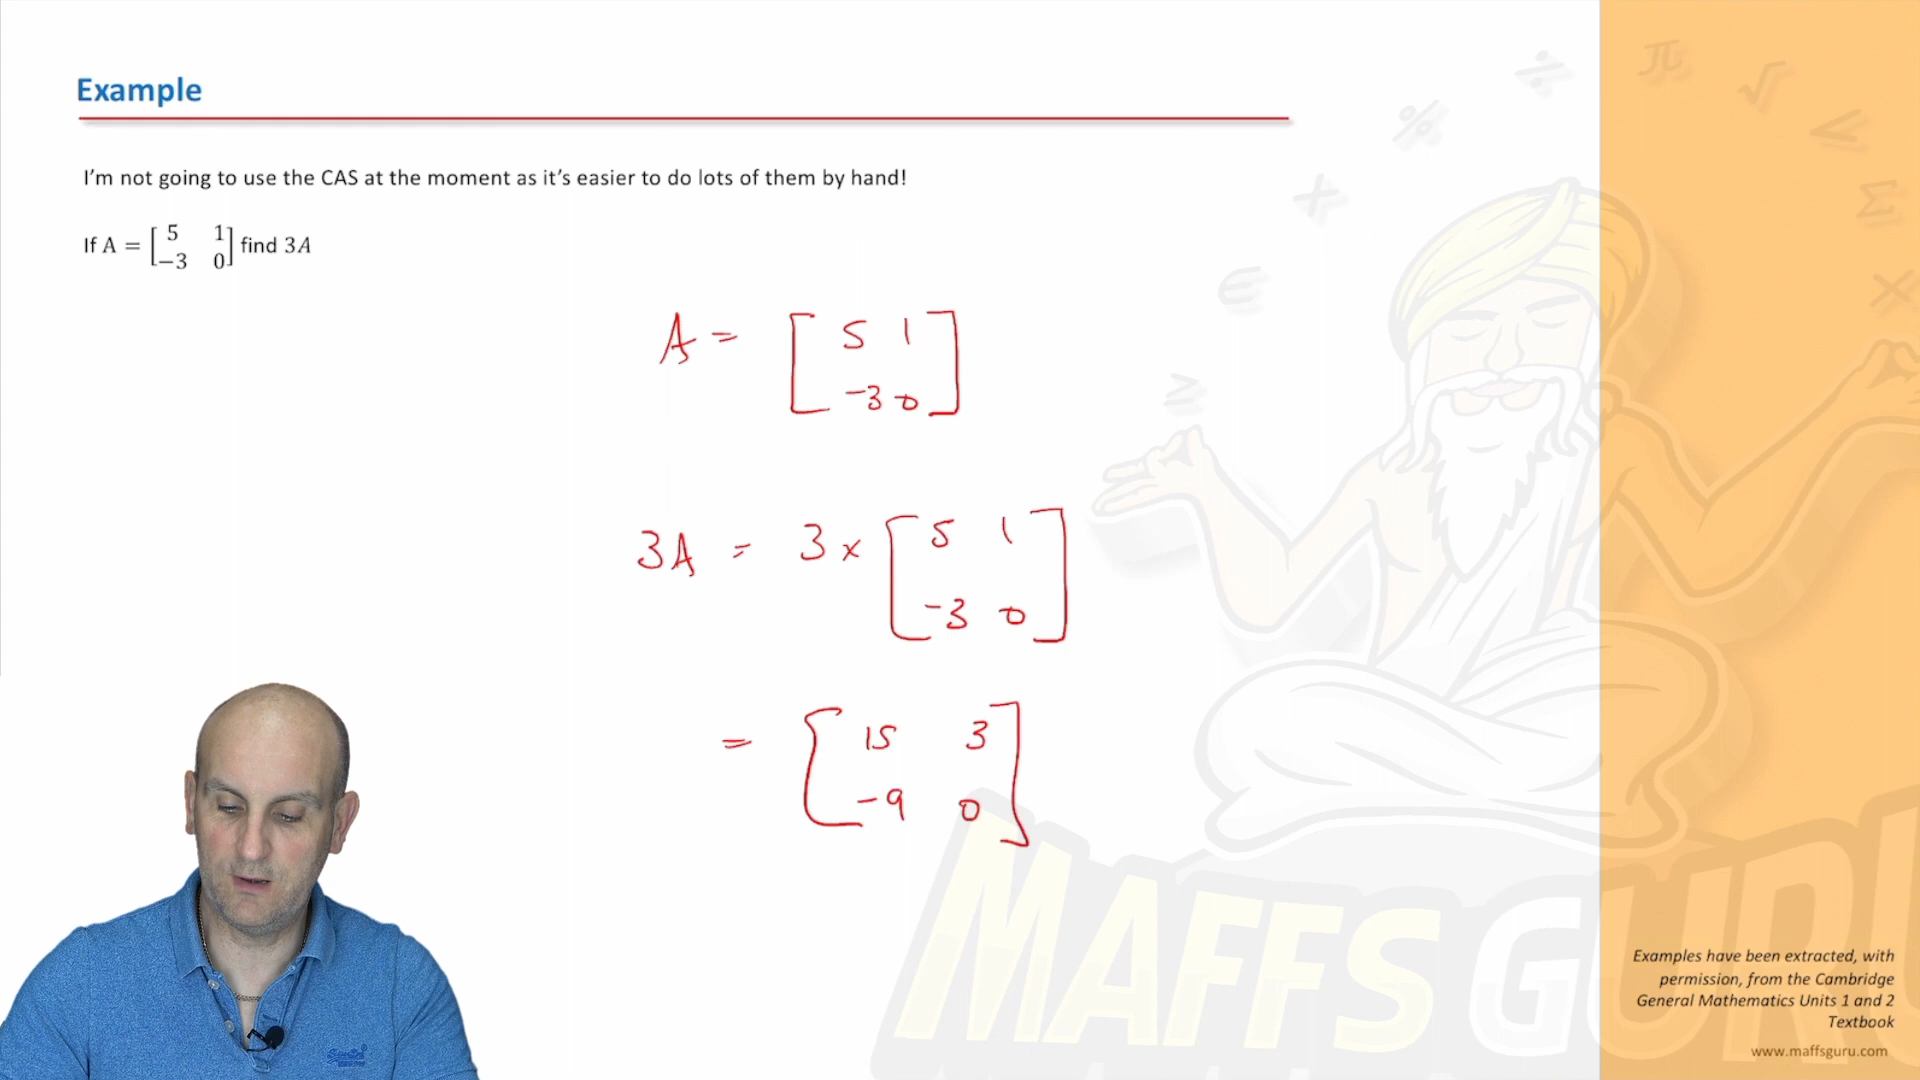 Example
I'm not going to use the CAS at the moment as it's easier to do lots of them by hand!
If A = [5 1; −3 0] find 3A
A = [5 1
-3 0]
3A = 3 × [5 1
-3 0]
= [15 3
-9 0]
MAFFS GURU
Examples have been extracted, with
permission, from the Cambridge
General Mathematics Units 1 and 2
Textbook
www.maffsguru.com